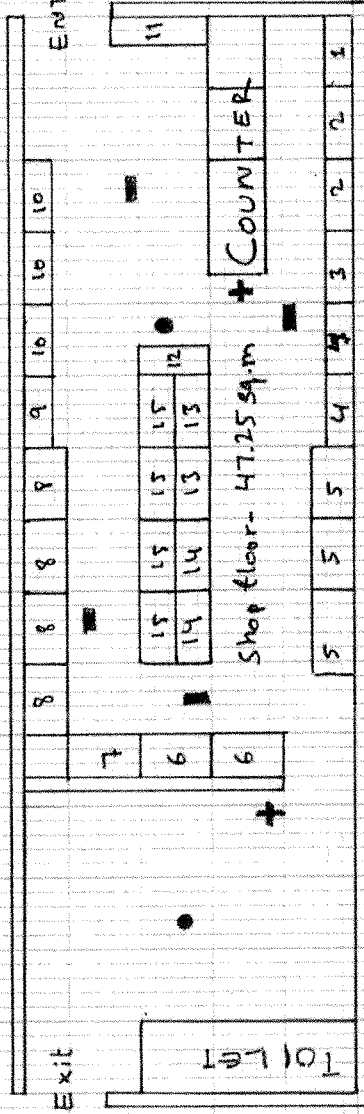 Exit
ENT
8 8 8 8 9 10 10 10
11
7
6
6
15 15 15 15
14 14 13 13
12
COUNTER
Shop floor- 47.25 sq.m
TOILET
5 5 5 4 4 3 2 2 1